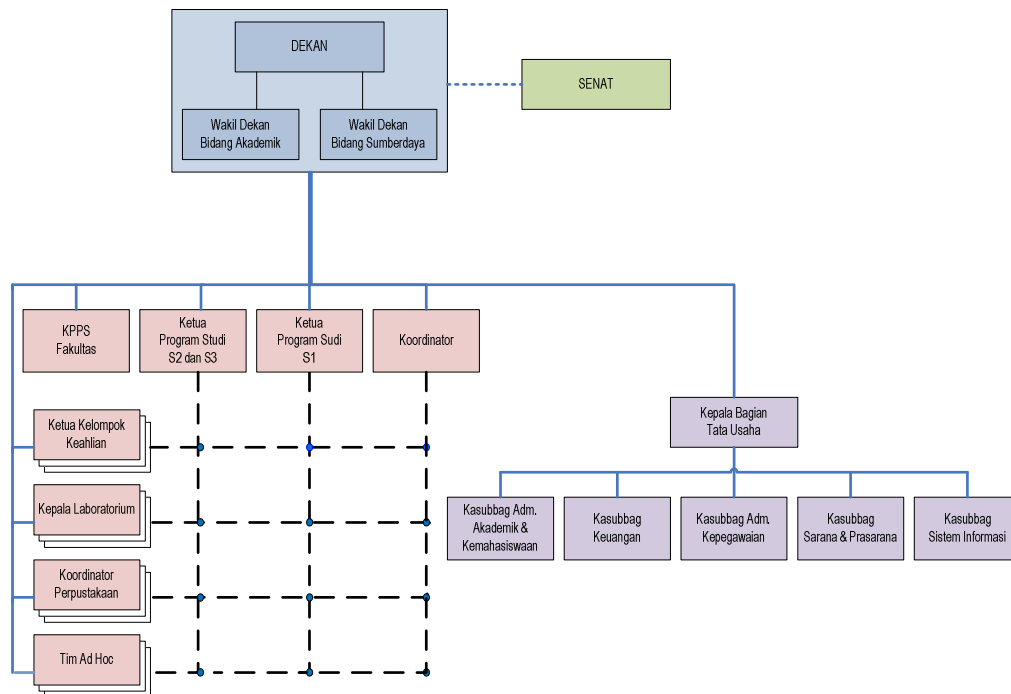 DEKAN
SENAT
Wakil Dekan
Bidang Akademik
Wakil Dekan
Bidang Sumberdaya
KPPS
Fakultas
Ketua
Program Studi
S2 dan S3
Ketua
Program Sudi
S1
Koordinator
Ketua Kelompok
Keahlian
Kepala Laboratorium
Koordinator
Perpustakaan
Tim Ad Hoc
Kepala Bagian
Tata Usaha
Kasubbag Adm.
Akademik &
Kemahasiswaan
Kasubbag
Keuangan
Kasubbag Adm.
Kepegawaian
Kasubbag
Sarana & Prasarana
Kasubbag
Sistem Informasi